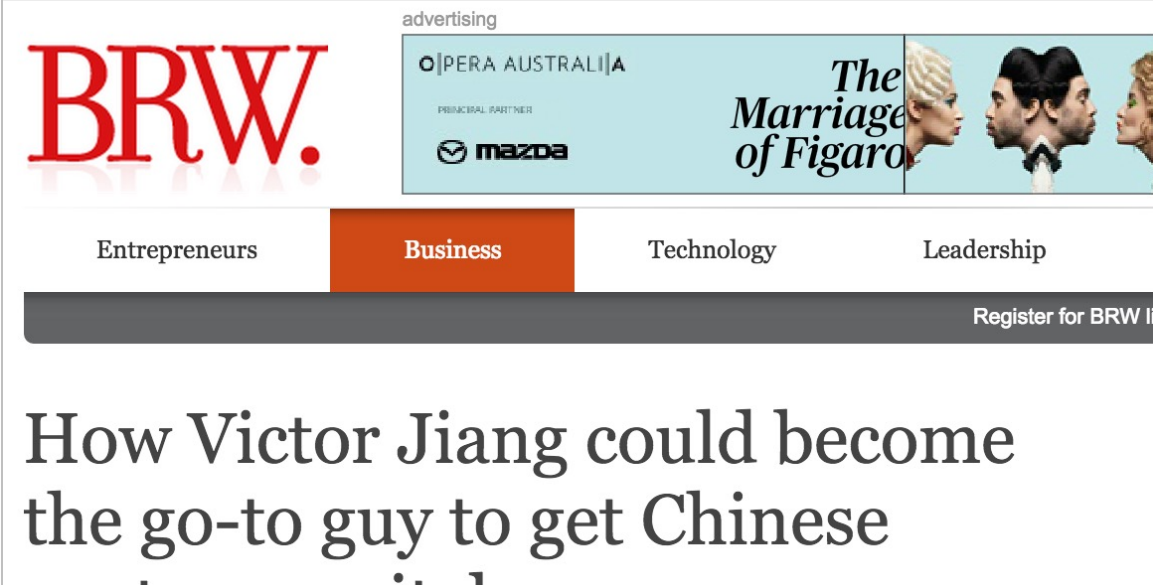 advertising
BRW.
O|PERA AUSTRALI|A
PRINCIPAL PARTNER
mazda
The
Marriage
of Figaro
Entrepreneurs
Business
Technology
Leadership
Register for BRW
How Victor Jiang could become
the go-to guy to get Chinese